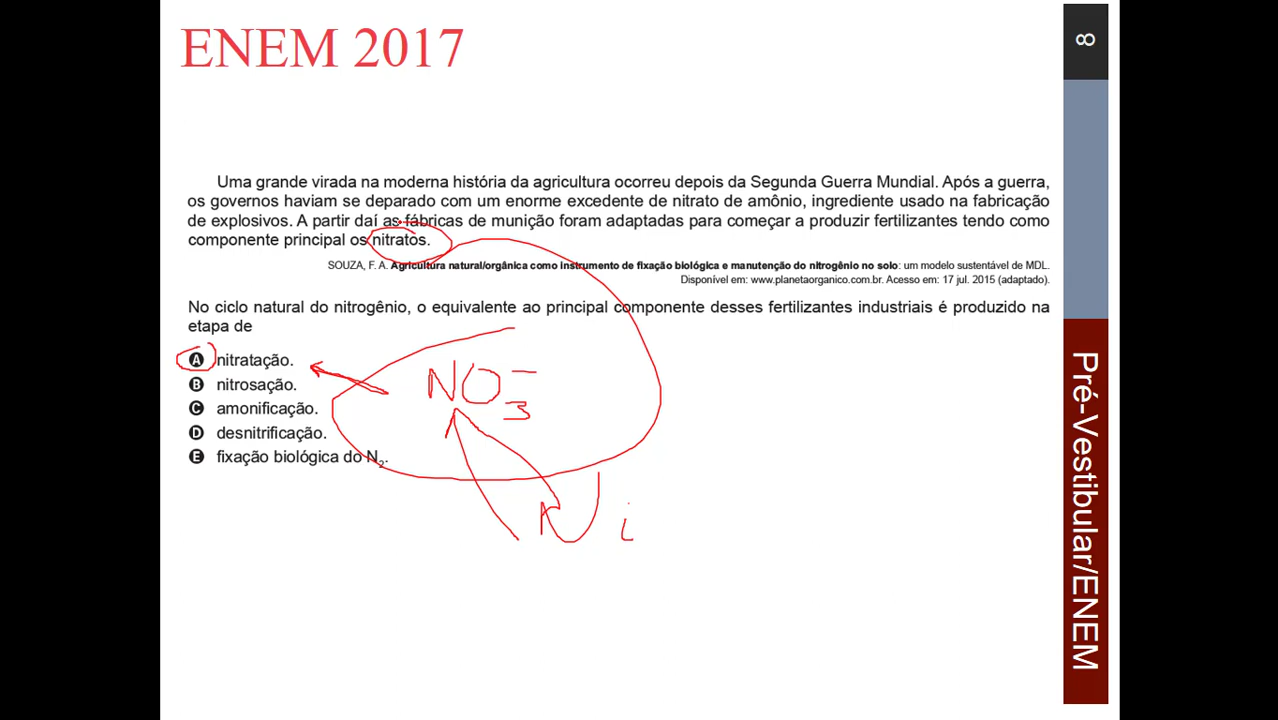 ENEM 2017
8
Uma grande virada na moderna história da agricultura ocorreu depois da Segunda Guerra Mundial. Após a guerra,
os governos haviam se deparado com um enorme excedente de nitrato de amônio, ingrediente usado na fabricação
de explosivos. A partir daí as fábricas de munição foram adaptadas para começar a produzir fertilizantes tendo como
componente principal os nitratos.
SOUZA, F. A. Agricultura natural/orgânica como instrumento de fixação biológica e manutenção do nitrogênio no solo: um modelo sustentável de MDL.
Disponível em: www.planetaorganico.com.br. Acesso em: 17 jul. 2015 (adaptado).
No ciclo natural do nitrogênio, o equivalente ao principal componente desses fertilizantes industriais é produzido na
etapa de
A nitratação.
B nitrosação.
C amonificação.
D desnitrificação.
E fixação biológica do N₂.
NO₃⁻
Pré-Vestibular/ENEM